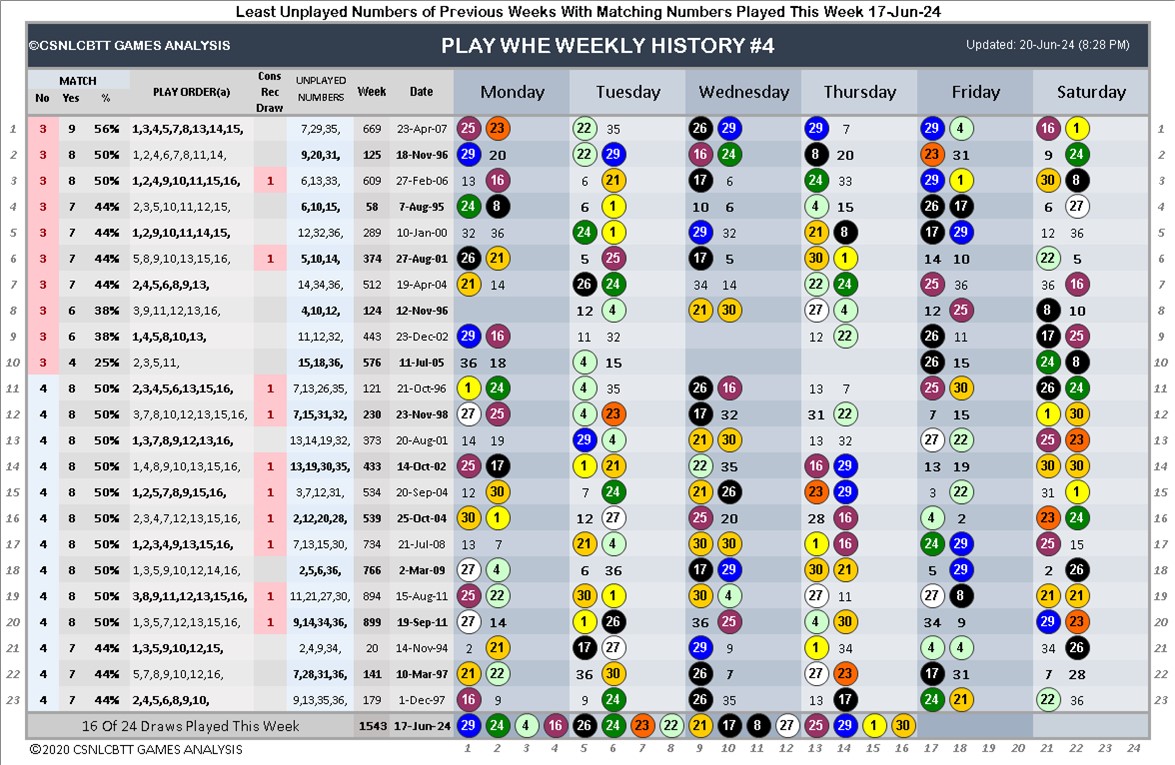 Least Unplayed Numbers of Previous Weeks With Matching Numbers Played This Week 17-Jun-24
©CSNLCBTT GAMES ANALYSIS PLAY WHE WEEKLY HISTORY #4 Updated: 20-Jun-24 (8:28 PM)
MATCH No Yes % PLAY ORDER(a) Cons Rec Draw UNPLAYED NUMBERS Week Date Monday Tuesday Wednesday Thursday Friday Saturday
1 3 9 56% 1,3,4,5,7,8,13,14,15, 7,29,35, 669 23-Apr-07 25 23 22 35 26 29 29 7 29 4 16 1 1
2 3 8 50% 1,2,4,6,7,8,11,14, 9,20,31, 125 18-Nov-96 29 20 22 29 16 24 8 20 23 31 9 24 2
3 3 8 50% 1,2,4,9,10,11,15,16, 1 6,13,33, 609 27-Feb-06 13 16 6 21 17 6 24 33 29 1 30 8 3
4 3 7 44% 2,3,5,10,11,12,15, 6,10,15, 58 7-Aug-95 24 8 6 1 10 6 4 15 26 17 6 27 4
5 3 7 44% 1,2,9,10,11,14,15, 12,32,36, 289 10-Jan-00 32 36 24 1 29 32 21 8 17 29 12 36 5
6 3 7 44% 5,8,9,10,13,15,16, 1 5,10,14, 374 27-Aug-01 26 21 5 25 17 5 30 1 14 10 22 5 6
7 3 7 44% 2,4,5,6,8,9,13, 14,34,36, 512 19-Apr-04 21 14 26 24 34 14 22 24 25 36 36 16 7
8 3 6 38% 3,9,11,12,13,16, 4,10,12, 124 12-Nov-96 12 4 21 30 27 4 12 25 8 10 8
9 3 6 38% 1,4,5,8,10,13, 11,12,32, 443 23-Dec-02 29 16 11 32 12 22 26 11 17 25 9
10 3 4 25% 2,3,5,11, 15,18,36, 576 11-Jul-05 36 18 4 15 26 15 24 8 10
11 4 8 50% 2,3,4,5,6,13,15,16, 1 7,13,26,35, 121 21-Oct-96 1 24 4 35 26 16 13 7 25 30 26 24 11
12 4 8 50% 3,7,8,10,12,13,15,16, 1 7,15,31,32, 230 23-Nov-98 27 25 4 23 17 32 31 22 7 15 1 30 12
13 4 8 50% 1,3,7,8,9,12,13,16, 13,14,19,32, 373 20-Aug-01 14 19 29 4 21 30 13 32 27 22 25 23 13
14 4 8 50% 1,4,8,9,10,13,15,16, 1 13,19,30,35, 433 14-Oct-02 25 17 1 21 22 35 16 29 13 19 30 30 14
15 4 8 50% 1,2,5,7,8,9,15,16, 1 3,7,12,31, 534 20-Sep-04 12 30 7 24 21 26 23 29 3 22 31 1 15
16 4 8 50% 2,3,4,7,12,13,15,16, 1 2,12,20,28, 539 25-Oct-04 30 1 12 27 25 20 28 16 4 2 23 24 16
17 4 8 50% 1,2,3,4,9,13,15,16, 1 7,13,15,30, 734 21-Jul-08 13 7 21 4 30 30 1 16 24 29 25 15 17
18 4 8 50% 1,3,5,9,10,12,14,16, 2,5,6,36, 766 2-Mar-09 27 4 6 36 17 29 30 21 5 29 2 26 18
19 4 8 50% 3,8,9,11,12,13,15,16, 1 11,21,27,30, 894 15-Aug-11 25 22 30 1 30 4 27 11 27 8 21 21 19
20 4 8 50% 1,3,5,7,12,13,15,16, 1 9,14,34,36, 899 19-Sep-11 27 14 1 26 36 25 4 30 34 9 29 23 20
21 4 7 44% 1,3,5,9,10,12,15, 2,4,9,34, 20 14-Nov-94 2 21 17 27 29 9 1 34 4 4 34 26 21
22 4 7 44% 5,7,8,9,10,12,16, 7,28,31,36, 141 10-Mar-97 21 22 36 30 26 7 27 23 17 31 7 28 22
23 4 7 44% 2,4,5,6,8,9,10, 9,13,35,36, 179 1-Dec-97 16 9 9 24 26 35 13 17 24 21 22 36 23
16 Of 24 Draws Played This Week 1543 17-Jun-24 29 24 4 16 26 24 23 22 21 17 8 27 25 29 1 30
©2020 CSNLCBTT GAMES ANALYSIS 1 2 3 4 5 6 7 8 9 10 11 12 13 14 15 16 17 18 19 20 21 22 23 24